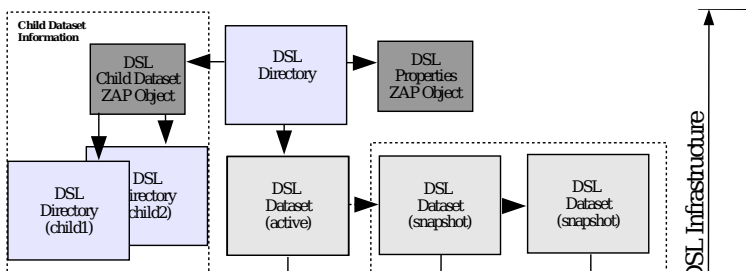 Child Dataset
Information
DSL
Child Dataset
ZAP Object
DSL
Directory
DSL
Properties
ZAP Object
DSL
Directory
(child1)
DSL
child2)
DSL
Dataset
(active)
DSL
Dataset
(snapshot)
DSL
Dataset
(snapshot)
DSL Infrastructure